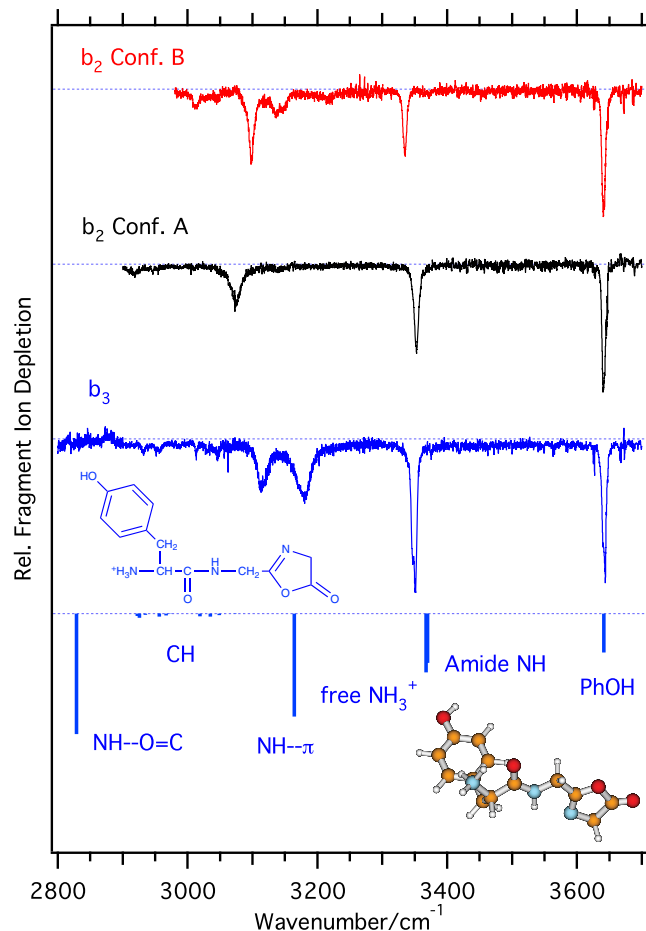 b₂ Conf. B
b₂ Conf. A
Rel. Fragment Ion Depletion
b₃
HO
CH₂
⁺H₃N
CH
C
O
H
N
CH₂
N
O
O
CH
Amide NH
free NH₃⁺
PhOH
NH--O=C
NH--π
2800 3000 3200 3400 3600
Wavenumber/cm⁻¹